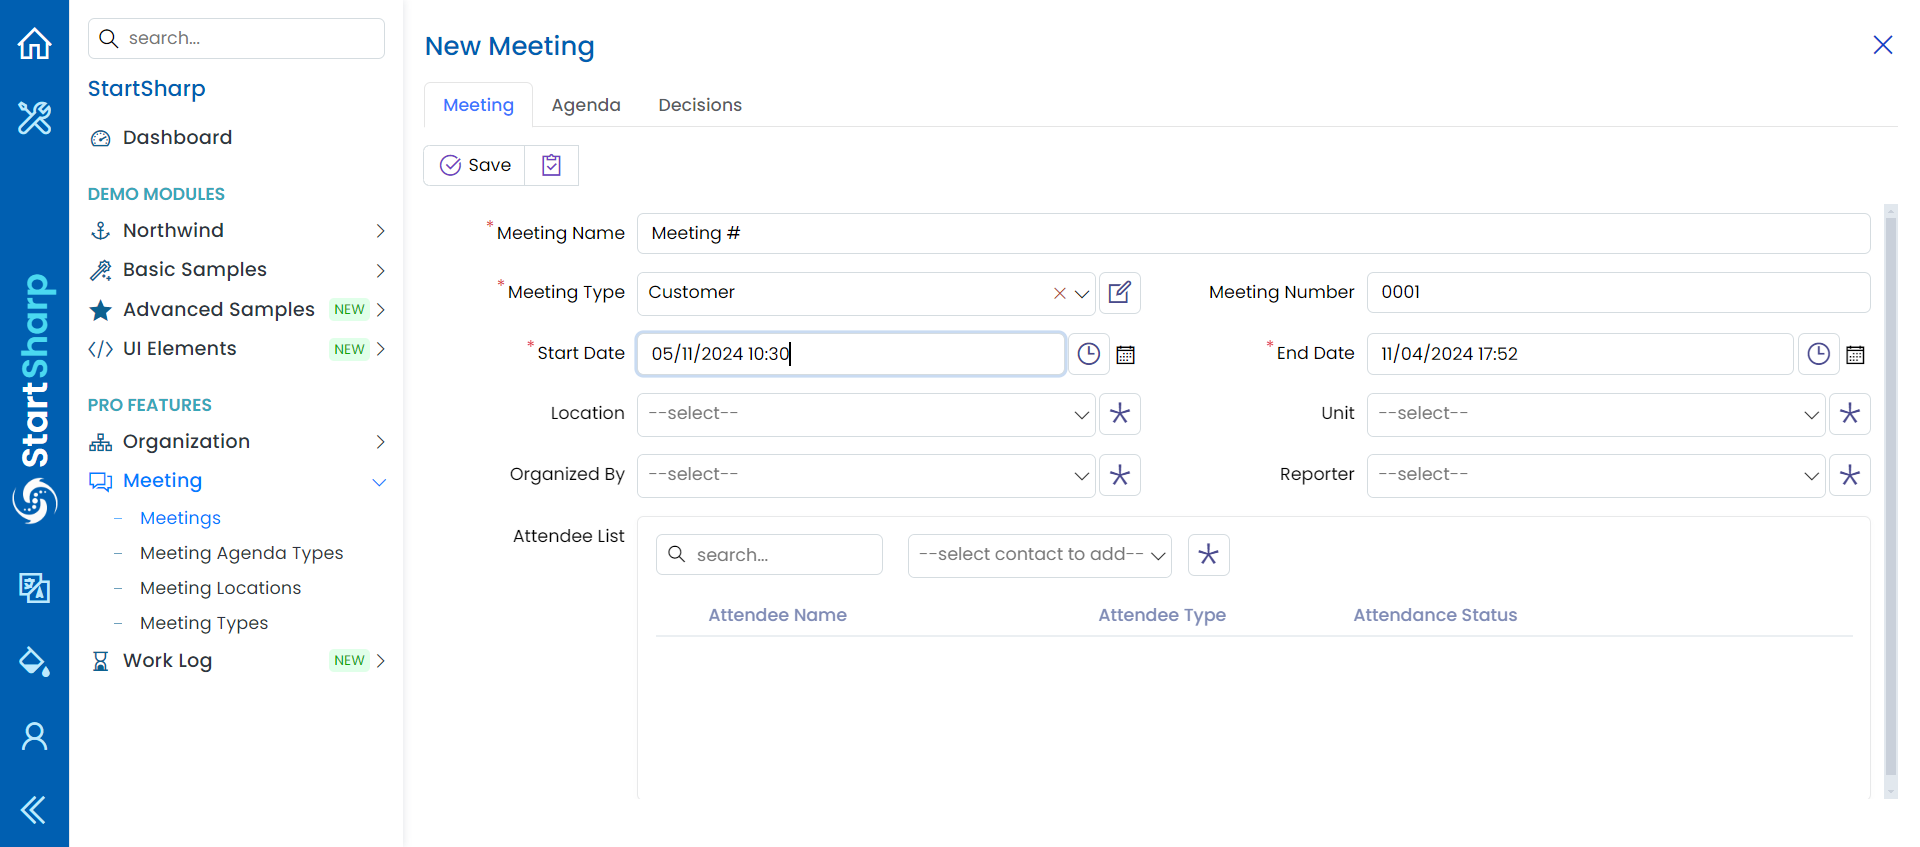 search...
StartSharp
Dashboard
DEMO MODULES
Northwind
Basic Samples
Advanced Samples NEW
UI Elements NEW
PRO FEATURES
Organization
Meeting
Meetings
Meeting Agenda Types
Meeting Locations
Meeting Types
Work Log NEW
StartSharp
New Meeting
Meeting Agenda Decisions
Save
*Meeting Name Meeting #
*Meeting Type Customer Meeting Number 0001
*Start Date 05/11/2024 10:30 *End Date 11/04/2024 17:52
Location --select-- Unit --select--
Organized By --select-- Reporter --select--
Attendee List search... --select contact to add--
Attendee Name Attendee Type Attendance Status